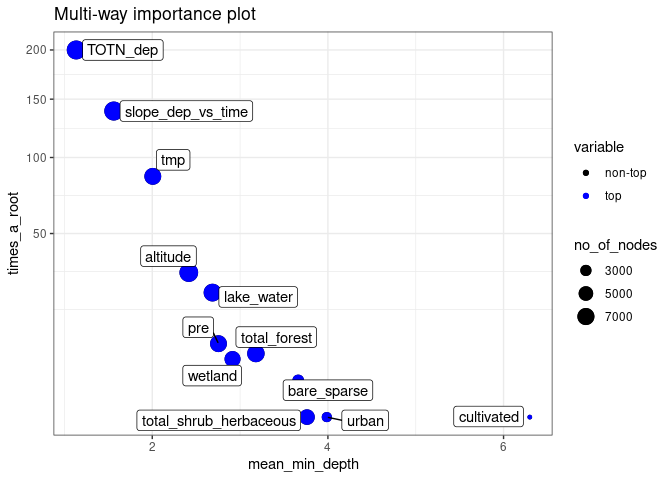 Multi-way importance plot
times_a_root
200
150
100
50
TOTN_dep
slope_dep_vs_time
tmp
altitude
lake_water
pre
total_forest
wetland
bare_sparse
total_shrub_herbaceous
urban
cultivated
2
4
6
mean_min_depth
variable
non-top
top
no_of_nodes
3000
5000
7000